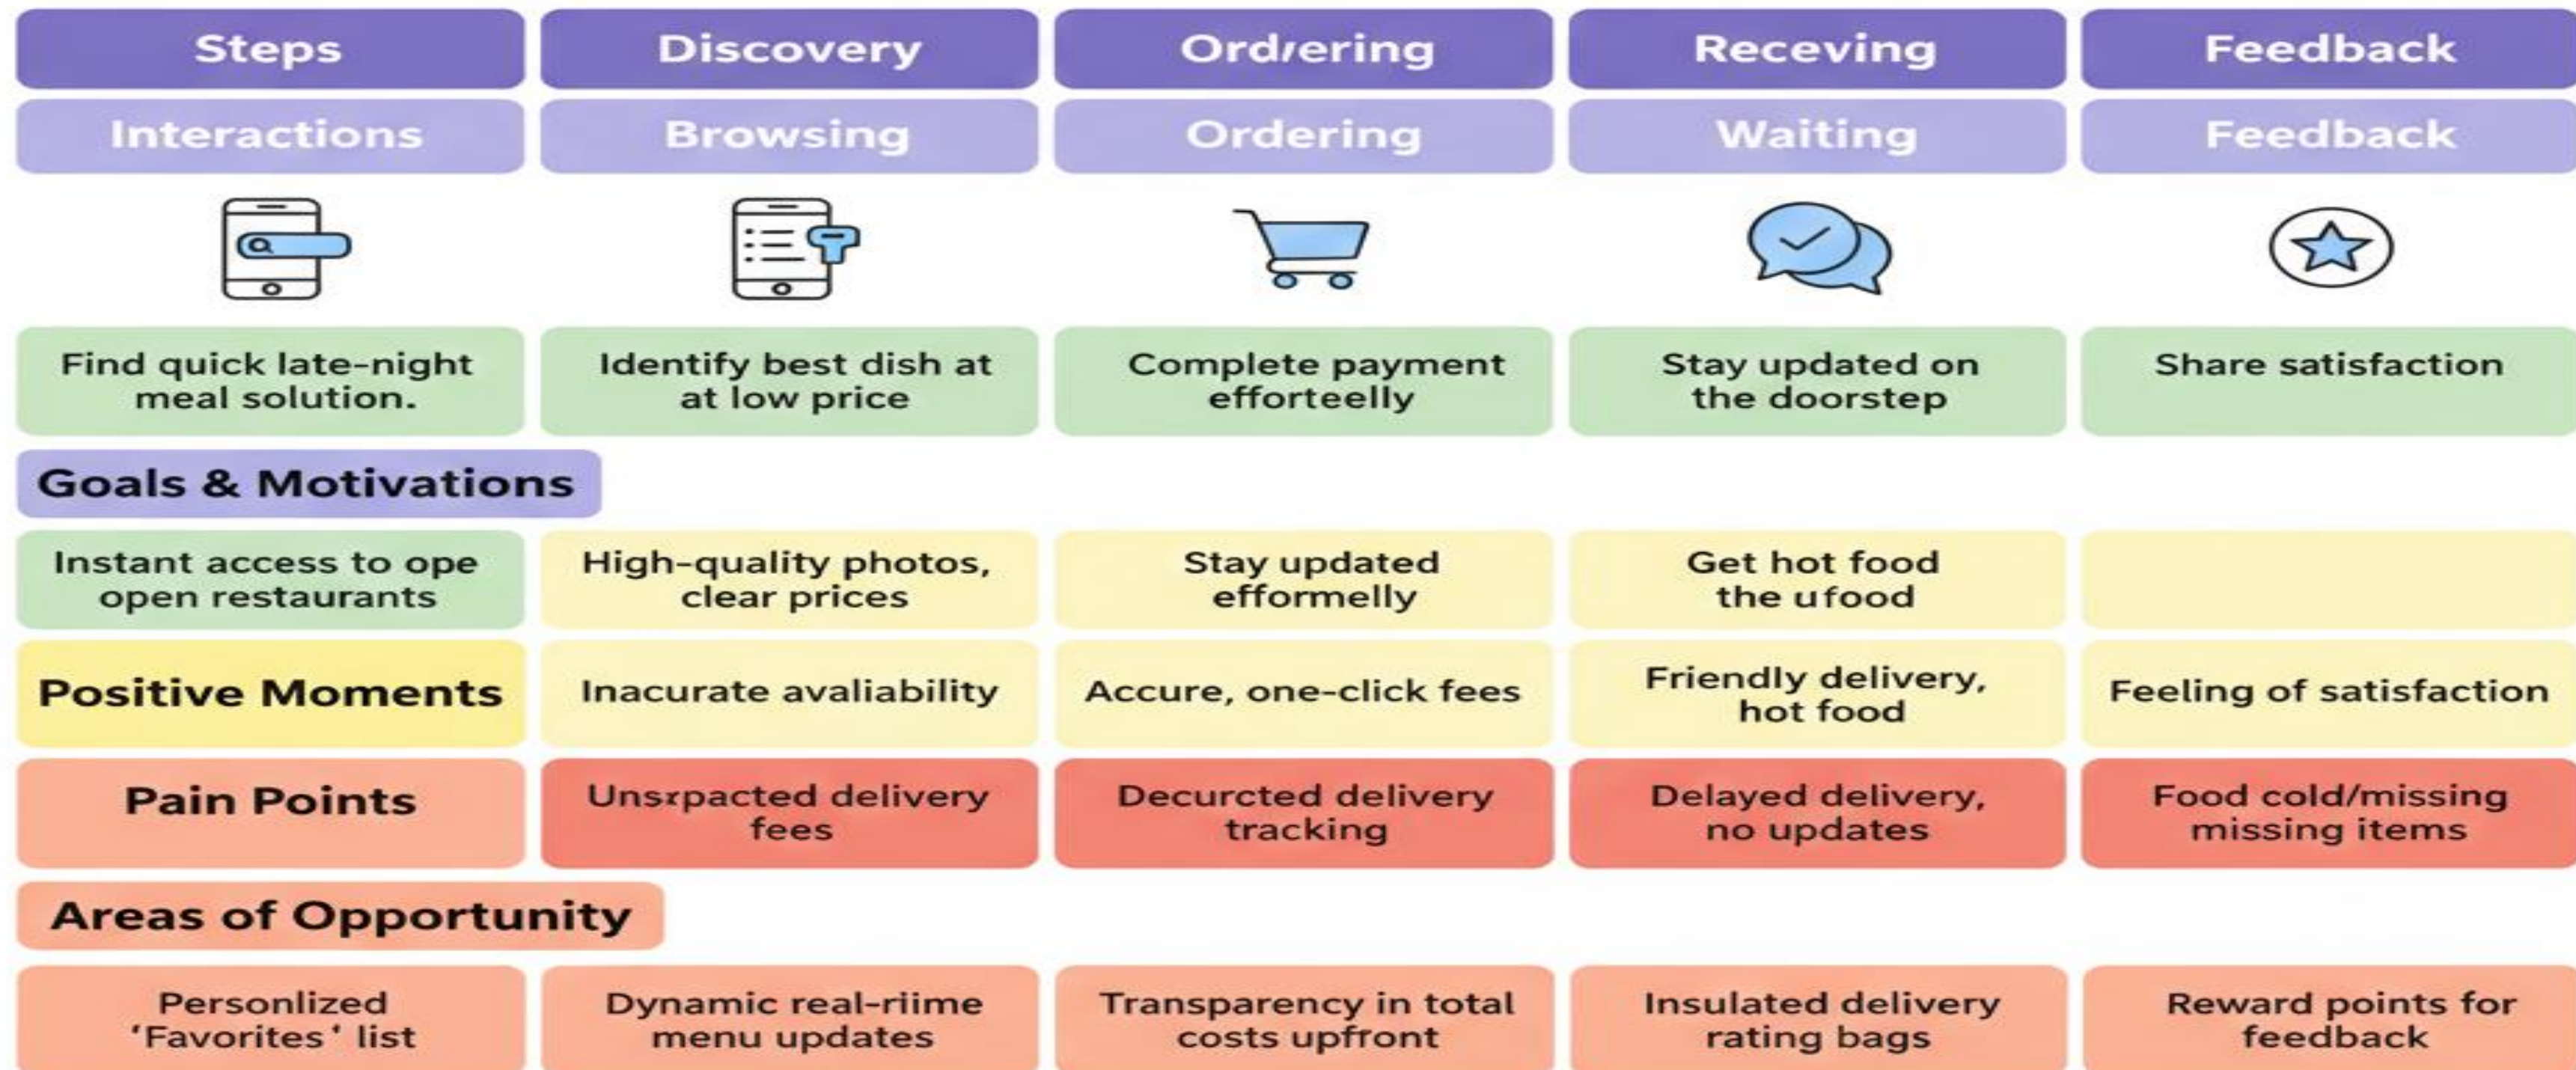 Steps
Discovery
Ordıering
Receving
Feedback
Interactions
Browsing
Ordering
Waiting
Feedback
Find quick late-night
meal solution.
Identify best dish at
at low price
Complete payment
efforteelly
Stay updated on
the doorstep
Share satisfaction
Goals & Motivations
Instant access to ope
open restaurants
High-quality photos,
clear prices
Stay updated
efformelly
Get hot food
the ufood
Positive Moments
Inacurate avaliability
Accure, one-click fees
Friendly delivery,
hot food
Feeling of satisfaction
Pain Points
Unsrpacted delivery
fees
Decurcted delivery
tracking
Delayed delivery,
no updates
Food cold/missing
missing items
Areas of Opportunity
Personlized
‘Favorites‘ list
Dynamic real-riime
menu updates
Transparency in total
costs upfront
Insulated delivery
rating bags
Reward points for
feedback